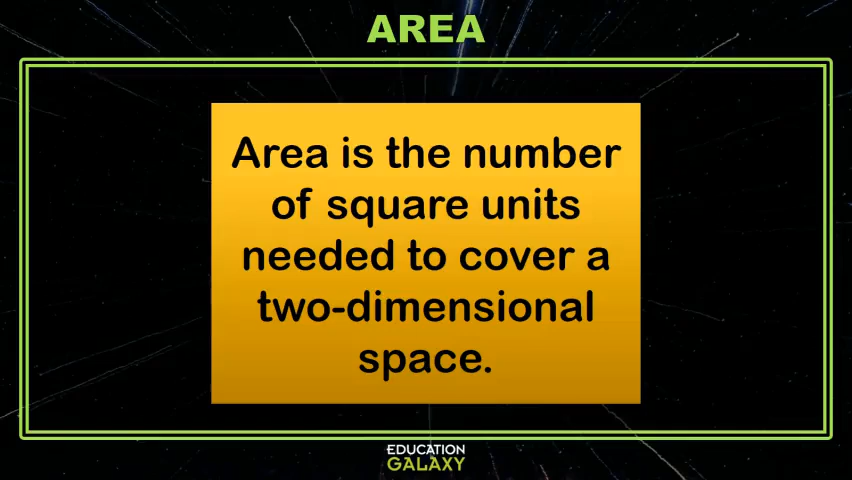 AREA
Area is the number
of square units
needed to cover a
two-dimensional
space.
EDUCATION
GALAXY